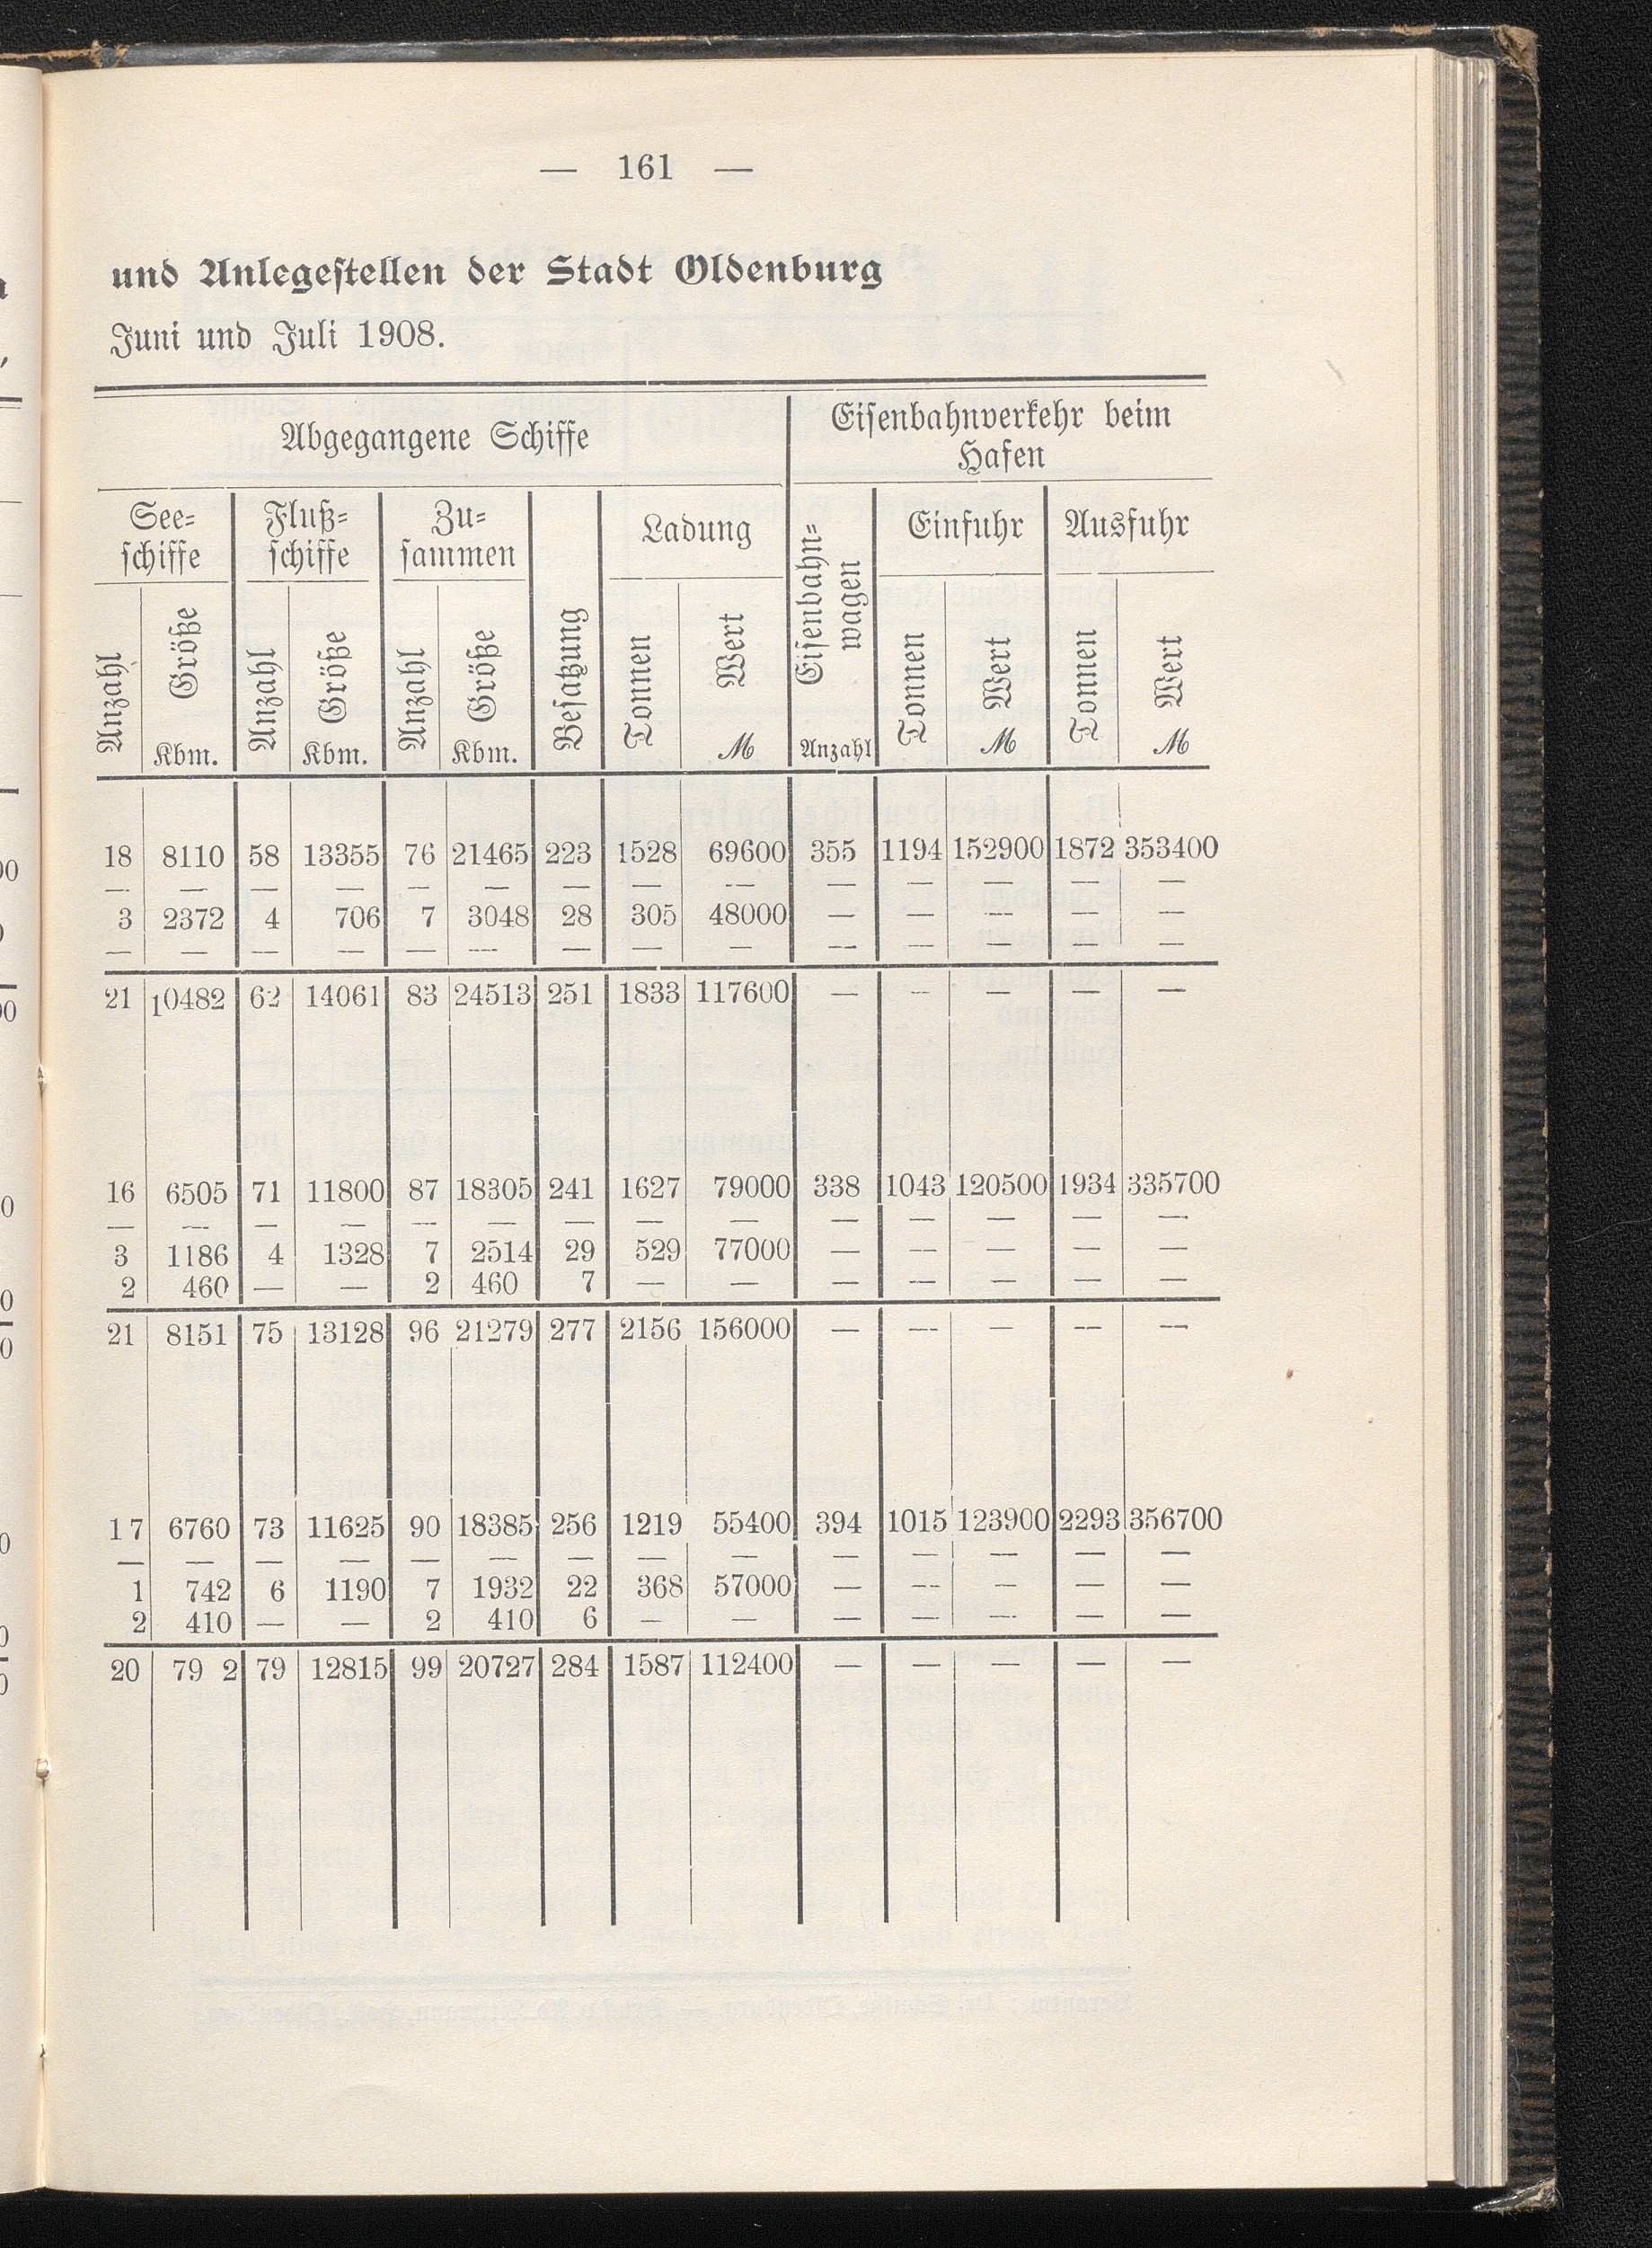 — 161 —
und Anlegestellen der Stadt Oldenburg
Juni und Juli 1908.
Abgegangene Schiffe Eisenbahnverkehr beim
Hafen
See= Fluß= Zu= Ladung Eisenbahn= Einfuhr Ausfuhr
schiffe schiffe sammen wagen
Anzahl Größe Anzahl Größe Anzahl Größe Besatzung Tonnen Wert Tonnen Wert Tonnen Wert
Kbm. Kbm. Kbm. ℳ Anzahl ℳ ℳ
18 8110 58 13355 76 21465 223 1528 69600 355 1194 152900 1872 353400
— — — — — — — — — — — — — —
3 2372 4 706 7 3048 28 305 48000 — — — — —
— — — — — — — — — — — — — —
21 10482 62 14061 83 24513 251 1833 117600 — — — — —
16 6505 71 11800 87 18305 241 1627 79000 338 1043 120500 1934 335700
— — — — — — — — — — — — — —
3 1186 4 1328 7 2514 29 529 77000 — — — — —
2 460 — — 2 460 7 — — — — — — —
21 8151 75 13128 96 21279 277 2156 156000 — — — — —
17 6760 73 11625 90 18385 256 1219 55400 394 1015 123900 2293 356700
— — — — — — — — — — — — — —
1 742 6 1190 7 1932 22 368 57000 — — — — —
2 410 — — 2 410 6 — — — — — — —
20 79 2 79 12815 99 20727 284 1587 112400 — — — — —